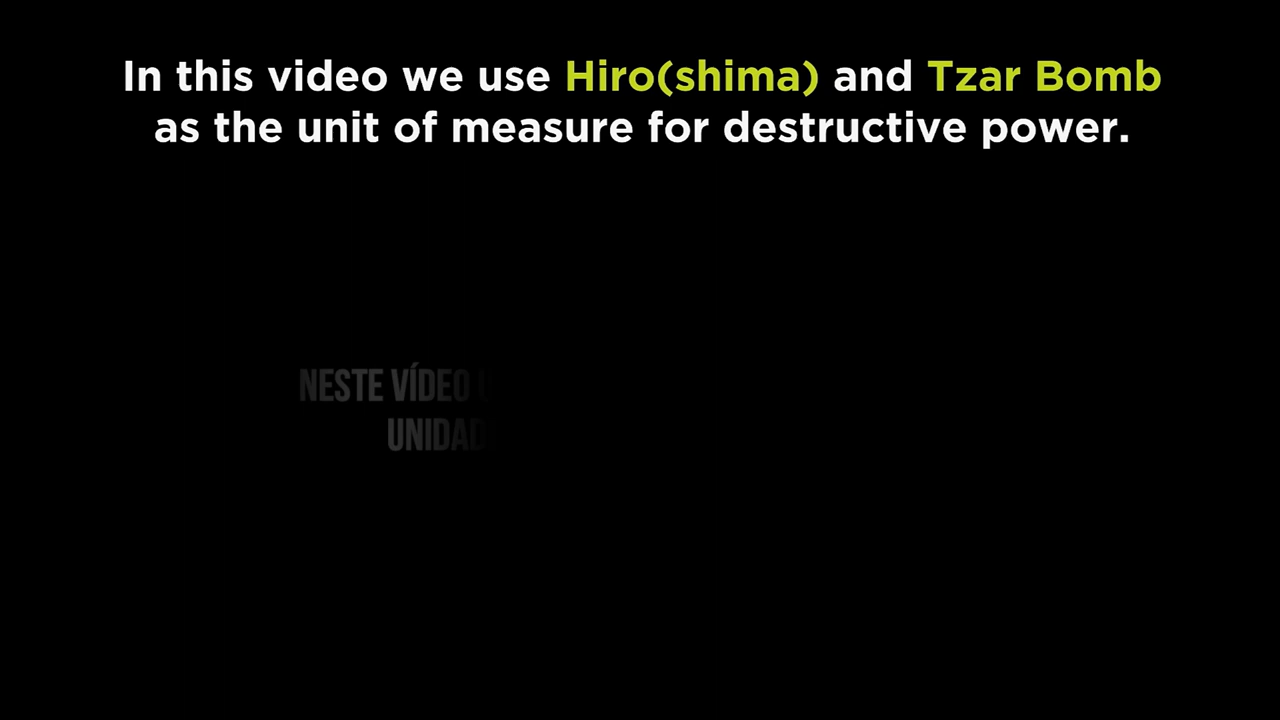 In this video we use Hiro(shima) and Tzar Bomb
as the unit of measure for destructive power.
NESTE VÍDEO